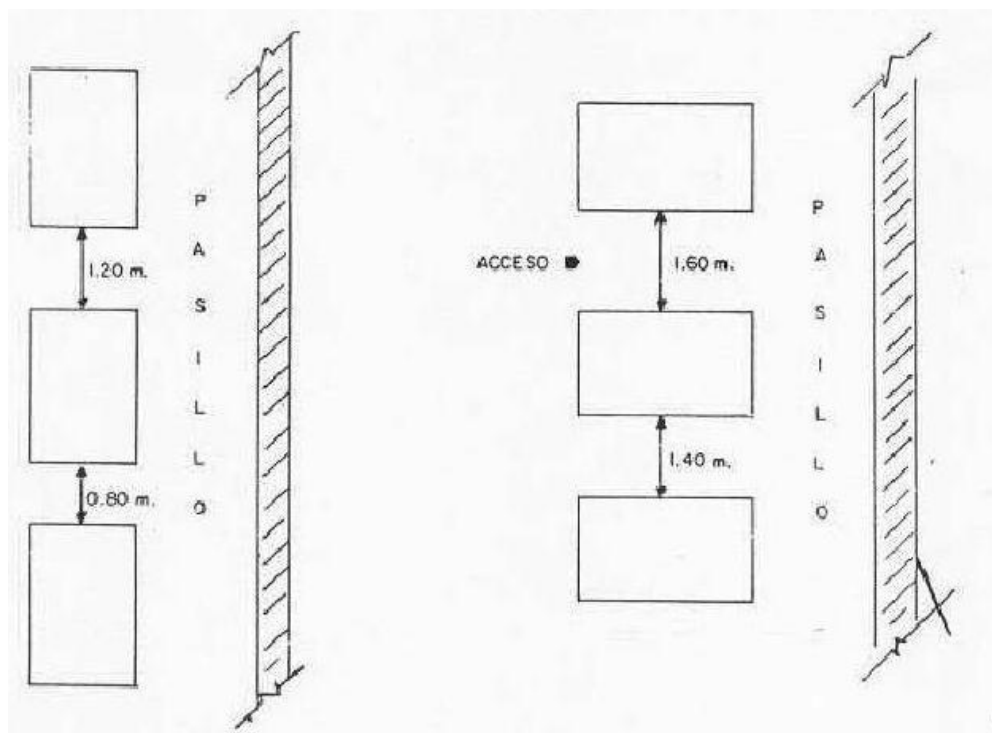 PASILLO
1.20 m.
0.80 m.
ACCESO
1.60 m.
1.40 m.
PASILLO